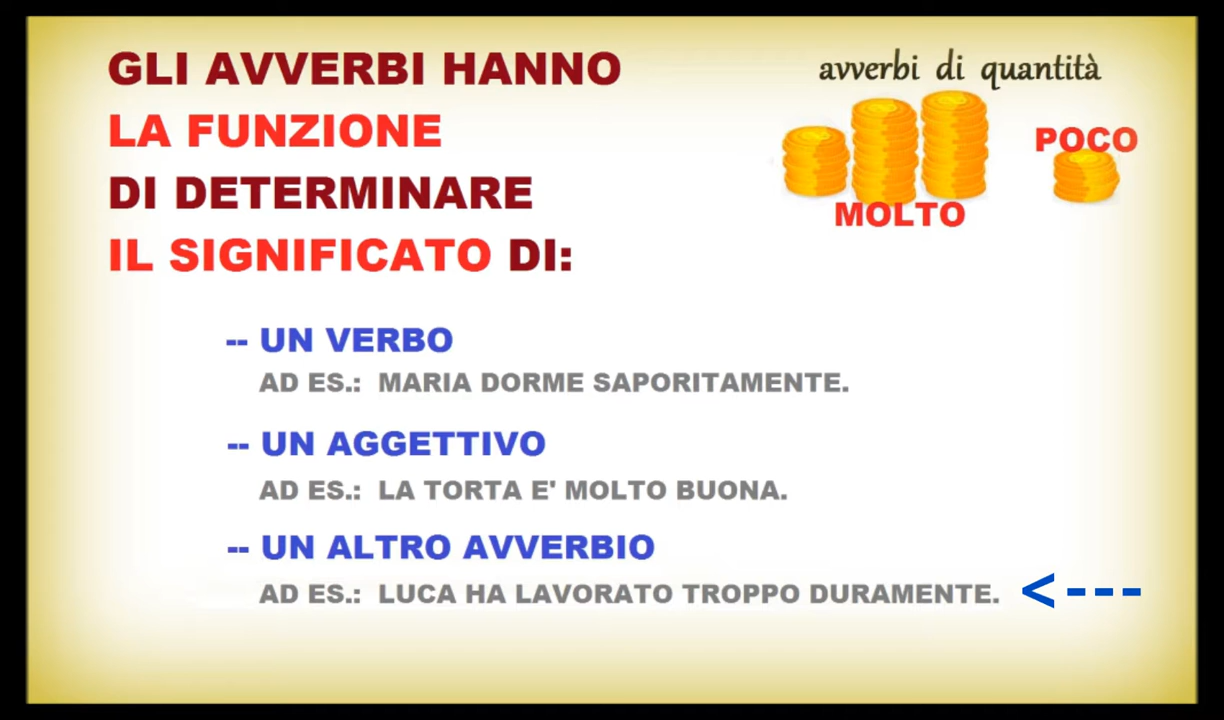 GLI AVVERBI HANNO
LA FUNZIONE
DI DETERMINARE
IL SIGNIFICATO DI:
avverbi di quantità
POCO
MOLTO
-- UN VERBO
AD ES.: MARIA DORME SAPORITAMENTE.
-- UN AGGETTIVO
AD ES.: LA TORTA E' MOLTO BUONA.
-- UN ALTRO AVVERBIO
AD ES.: LUCA HA LAVORATO TROPPO DURAMENTE. <---